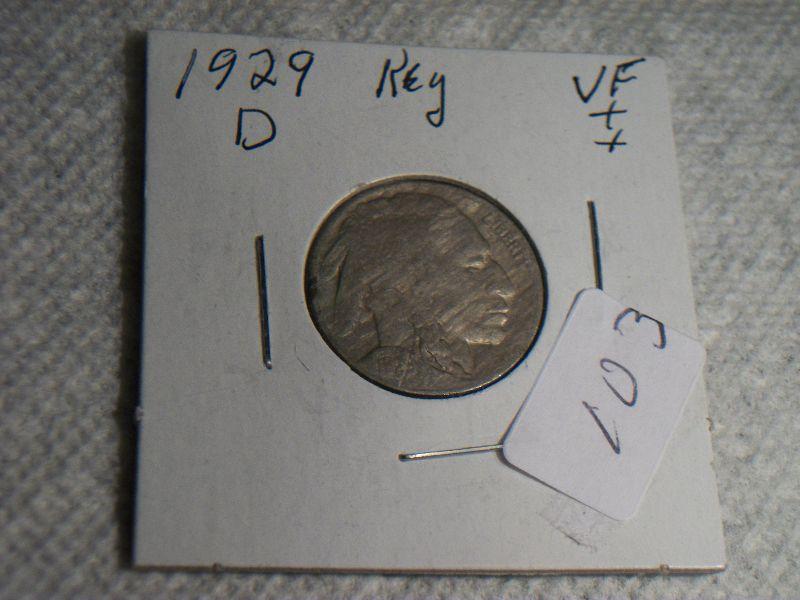 1929 Key VF
D ++
LIBERTY
103